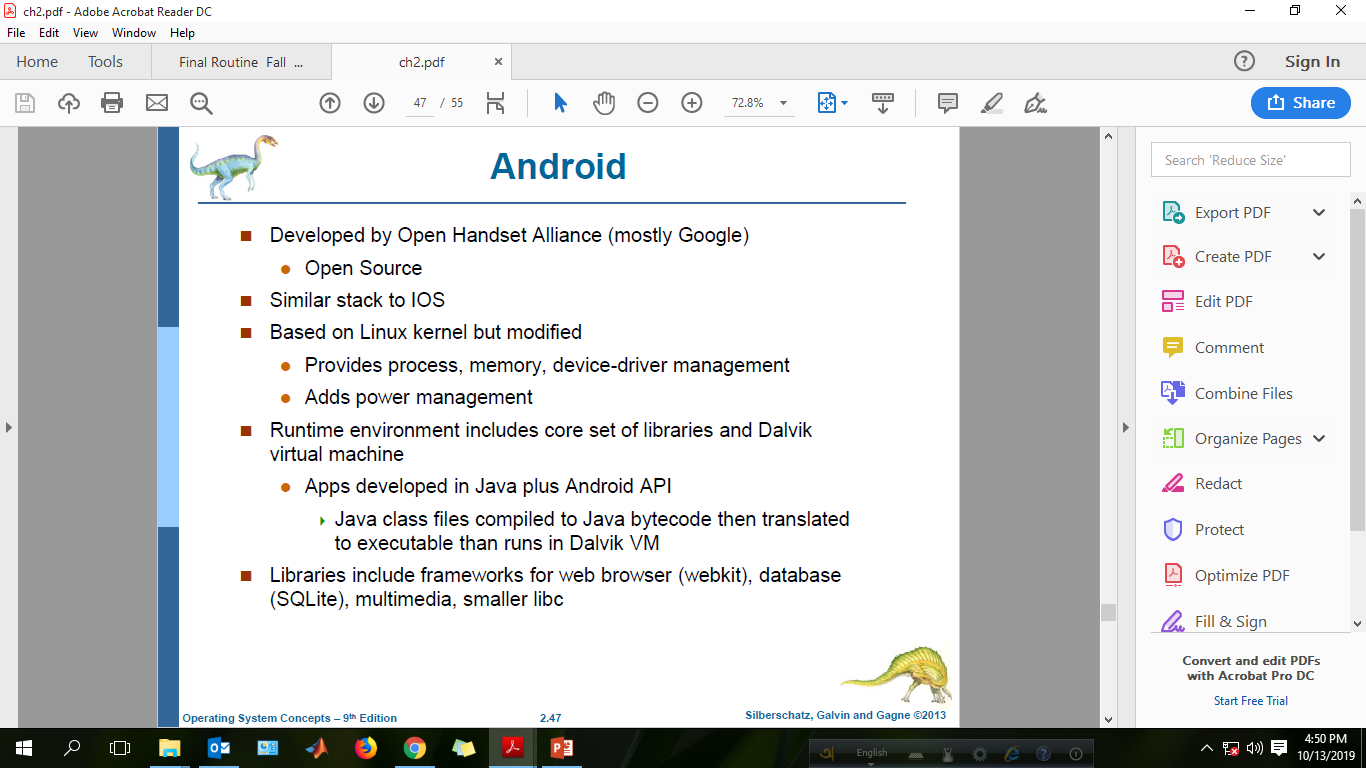 ch2.pdf - Adobe Acrobat Reader DC
File Edit View Window Help
Home Tools Final Routine Fall ... ch2.pdf × Sign In
47 / 55 72.8% Share
Android
Developed by Open Handset Alliance (mostly Google)
Open Source
Similar stack to IOS
Based on Linux kernel but modified
Provides process, memory, device-driver management
Adds power management
Runtime environment includes core set of libraries and Dalvik
virtual machine
Apps developed in Java plus Android API
Java class files compiled to Java bytecode then translated
to executable than runs in Dalvik VM
Libraries include frameworks for web browser (webkit), database
(SQLite), multimedia, smaller libc
Operating System Concepts – 9th Edition 2.47 Silberschatz, Galvin and Gagne ©2013
Search 'Reduce Size'
Export PDF
Create PDF
Edit PDF
Comment
Combine Files
Organize Pages
Redact
Protect
Optimize PDF
Fill & Sign
Convert and edit PDFs
with Acrobat Pro DC
Start Free Trial
English
4:50 PM
10/13/2019